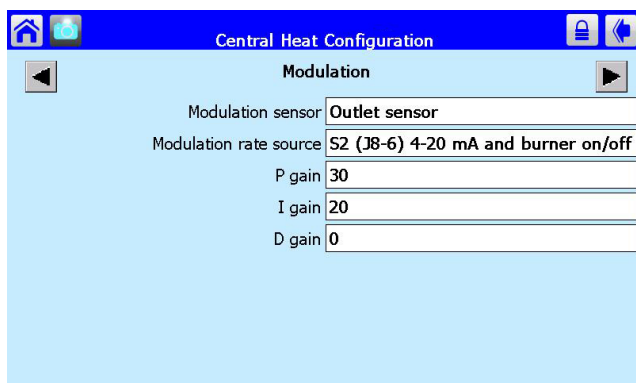 Central Heat Configuration
Modulation
Modulation sensor Outlet sensor
Modulation rate source S2 (J8-6) 4-20 mA and burner on/off
P gain 30
I gain 20
D gain 0